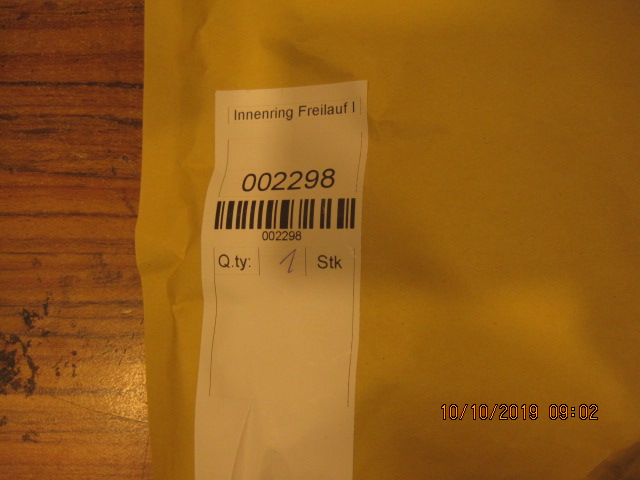 Innenring Freilauf I
002298
002298
Q.ty: 1 Stk
10/10/2019 09:02